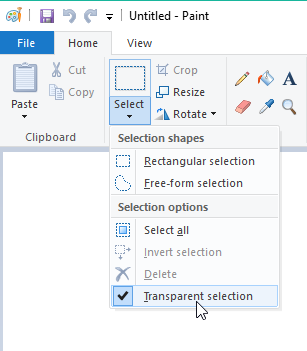 Untitled - Paint
File Home View
Paste
Cut
Copy
Clipboard
Select
Crop
Resize
Rotate
A
Selection shapes
Rectangular selection
Free-form selection
Selection options
Select all
Invert selection
Delete
Transparent selection